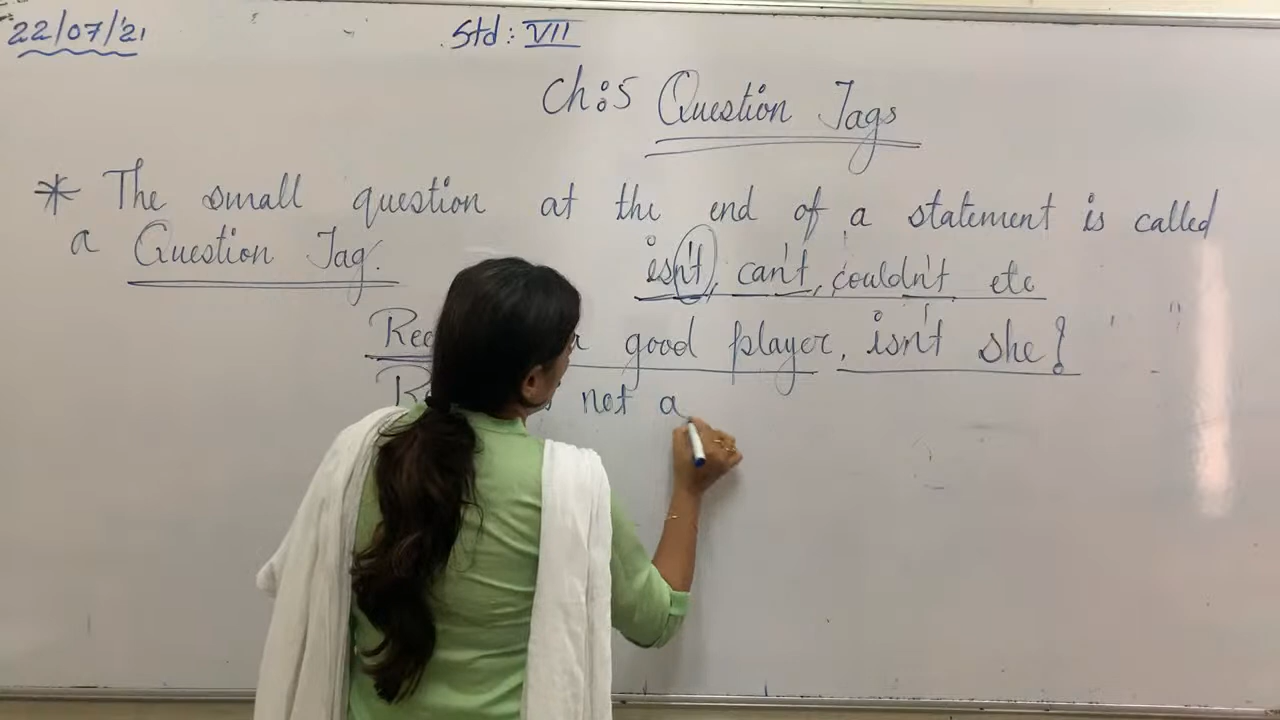 22/07/21
Std: VII
Ch:5 Question Tags
* The small question at the end of a statement is called
a Question Tag.
isn't, can't, couldn't etc
good player, isn't she?
not a